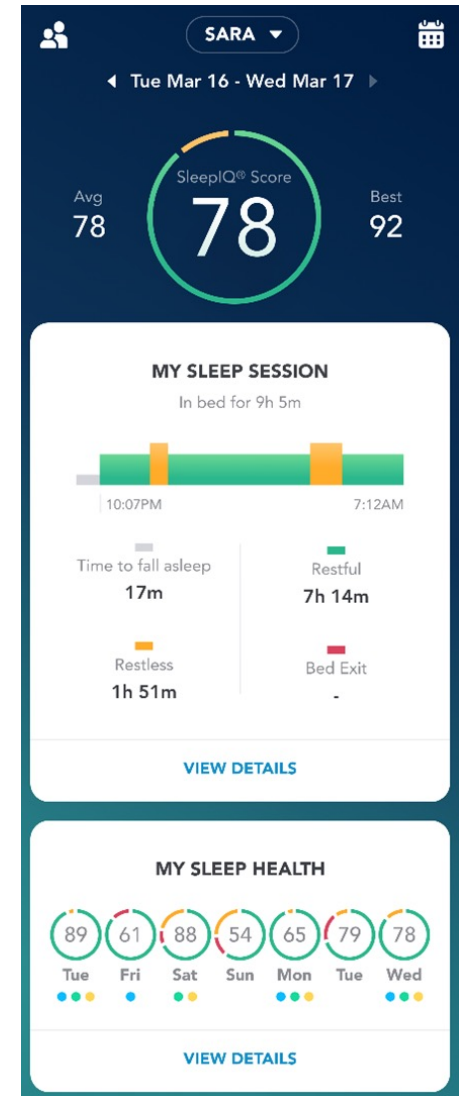 SARA
Tue Mar 16 - Wed Mar 17
SleepIQ® Score
78
Avg
78
Best
92
MY SLEEP SESSION
In bed for 9h 5m
10:07PM
7:12AM
Time to fall asleep
17m
Restful
7h 14m
Restless
1h 51m
Bed Exit
-
VIEW DETAILS
MY SLEEP HEALTH
89 61 88 54 65 79 78
Tue Fri Sat Sun Mon Tue Wed
VIEW DETAILS